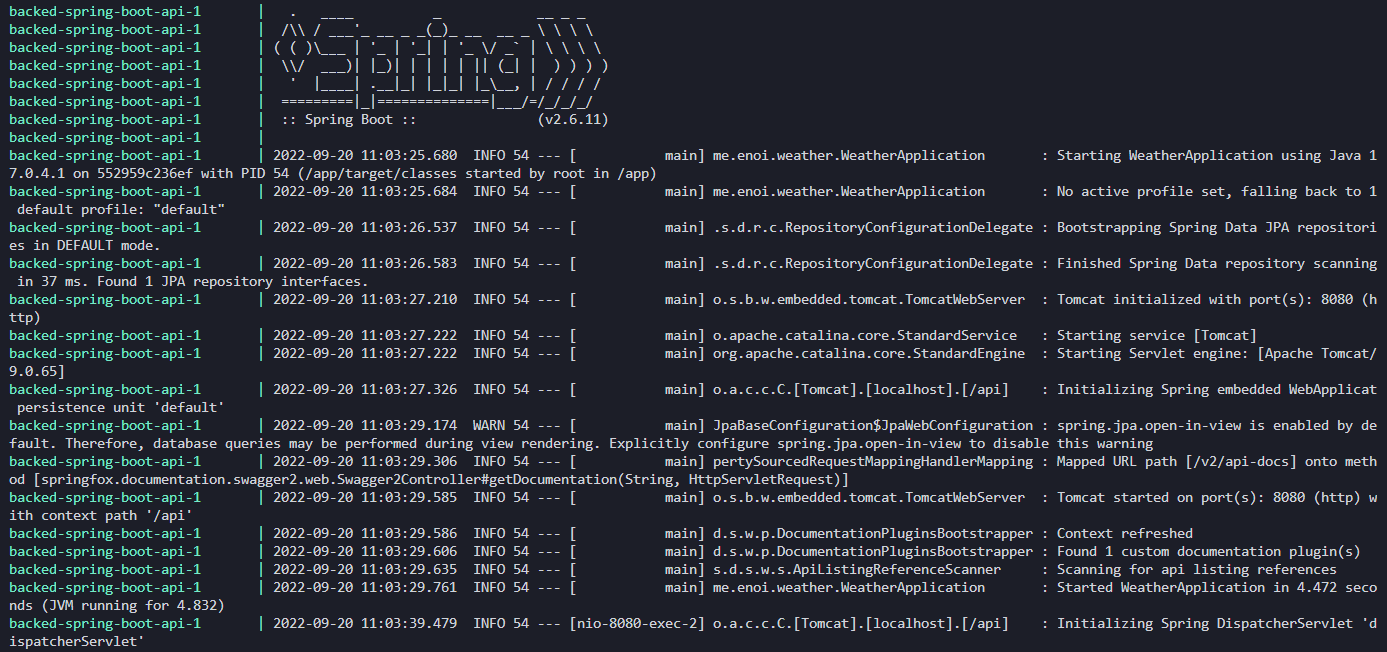 backed-spring-boot-api-1       |   .   ____          _            __ _ _
backed-spring-boot-api-1       |  /\\ / ___'_ __ _ _(_)_ __  __ _ \ \ \ \
backed-spring-boot-api-1       | ( ( )\___ | '_ | '_| | '_ \/ _` | \ \ \ \
backed-spring-boot-api-1       |  \\/  ___)| |_)| | | | | || (_| |  ) ) ) )
backed-spring-boot-api-1       |   '  |____| .__|_| |_|_| |_\__, | / / / /
backed-spring-boot-api-1       |  =========|_|==============|___/=/_/_/_/
backed-spring-boot-api-1       |  :: Spring Boot ::               (v2.6.11)
backed-spring-boot-api-1       |
backed-spring-boot-api-1       | 2022-09-20 11:03:25.680  INFO 54 --- [           main] me.enoi.weather.WeatherApplication       : Starting WeatherApplication using Java 1
7.0.4.1 on 552959c236ef with PID 54 (/app/target/classes started by root in /app)
backed-spring-boot-api-1       | 2022-09-20 11:03:25.684  INFO 54 --- [           main] me.enoi.weather.WeatherApplication       : No active profile set, falling back to 1
 default profile: "default"
backed-spring-boot-api-1       | 2022-09-20 11:03:26.537  INFO 54 --- [           main] .s.d.r.c.RepositoryConfigurationDelegate : Bootstrapping Spring Data JPA repositori
es in DEFAULT mode.
backed-spring-boot-api-1       | 2022-09-20 11:03:26.583  INFO 54 --- [           main] .s.d.r.c.RepositoryConfigurationDelegate : Finished Spring Data repository scanning
 in 37 ms. Found 1 JPA repository interfaces.
backed-spring-boot-api-1       | 2022-09-20 11:03:27.210  INFO 54 --- [           main] o.s.b.w.embedded.tomcat.TomcatWebServer  : Tomcat initialized with port(s): 8080 (h
ttp)
backed-spring-boot-api-1       | 2022-09-20 11:03:27.222  INFO 54 --- [           main] o.apache.catalina.core.StandardService   : Starting service [Tomcat]
backed-spring-boot-api-1       | 2022-09-20 11:03:27.222  INFO 54 --- [           main] org.apache.catalina.core.StandardEngine  : Starting Servlet engine: [Apache Tomcat/
9.0.65]
backed-spring-boot-api-1       | 2022-09-20 11:03:27.326  INFO 54 --- [           main] o.a.c.c.C.[Tomcat].[localhost].[/api]    : Initializing Spring embedded WebApplicat
 persistence unit 'default'
backed-spring-boot-api-1       | 2022-09-20 11:03:29.174  WARN 54 --- [           main] JpaBaseConfiguration$JpaWebConfiguration : spring.jpa.open-in-view is enabled by de
fault. Therefore, database queries may be performed during view rendering. Explicitly configure spring.jpa.open-in-view to disable this warning
backed-spring-boot-api-1       | 2022-09-20 11:03:29.306  INFO 54 --- [           main] pertySourcedRequestMappingHandlerMapping : Mapped URL path [/v2/api-docs] onto meth
od [springfox.documentation.swagger2.web.Swagger2Controller#getDocumentation(String, HttpServletRequest)]
backed-spring-boot-api-1       | 2022-09-20 11:03:29.585  INFO 54 --- [           main] o.s.b.w.embedded.tomcat.TomcatWebServer  : Tomcat started on port(s): 8080 (http) w
ith context path '/api'
backed-spring-boot-api-1       | 2022-09-20 11:03:29.586  INFO 54 --- [           main] d.s.w.p.DocumentationPluginsBootstrapper : Context refreshed
backed-spring-boot-api-1       | 2022-09-20 11:03:29.606  INFO 54 --- [           main] d.s.w.p.DocumentationPluginsBootstrapper : Found 1 custom documentation plugin(s)
backed-spring-boot-api-1       | 2022-09-20 11:03:29.635  INFO 54 --- [           main] s.d.s.w.s.ApiListingReferenceScanner     : Scanning for api listing references
backed-spring-boot-api-1       | 2022-09-20 11:03:29.761  INFO 54 --- [           main] me.enoi.weather.WeatherApplication       : Started WeatherApplication in 4.472 seco
nds (JVM running for 4.832)
backed-spring-boot-api-1       | 2022-09-20 11:03:39.479  INFO 54 --- [nio-8080-exec-2] o.a.c.c.C.[Tomcat].[localhost].[/api]    : Initializing Spring DispatcherServlet 'd
ispatcherServlet'